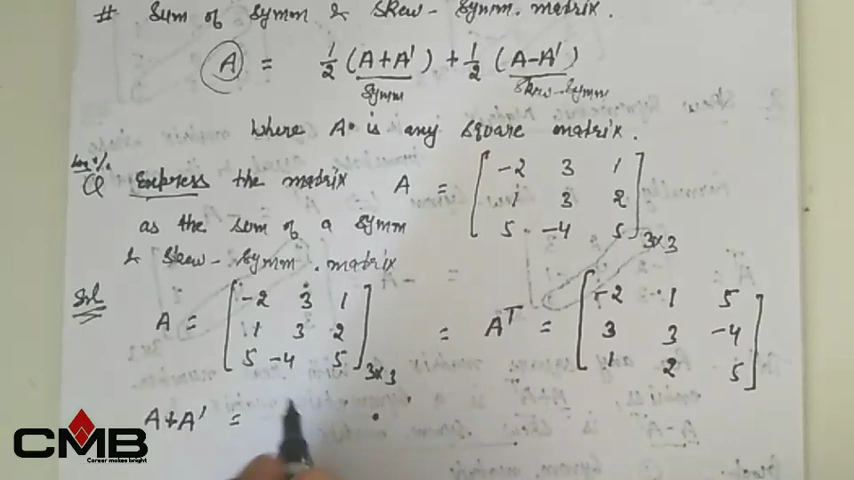 # Sum of Symm & Skew-Symm. matrix.
A = 1/2 (A+A') + 1/2 (A-A')
Symm Skew-Symm
Where A is any square matrix.
Q Express the matrix A = [ -2 3 1
1 3 2
5 -4 5 ] 3x3
as the sum of a symm
& Skew-Symm. matrix
Sol
A = [ -2 3 1
1 3 2
5 -4 5 ] 3x3
= A^T = [ -2 1 5
3 3 -4
1 2 5 ]
A+A' =
CMB
Career makes bright